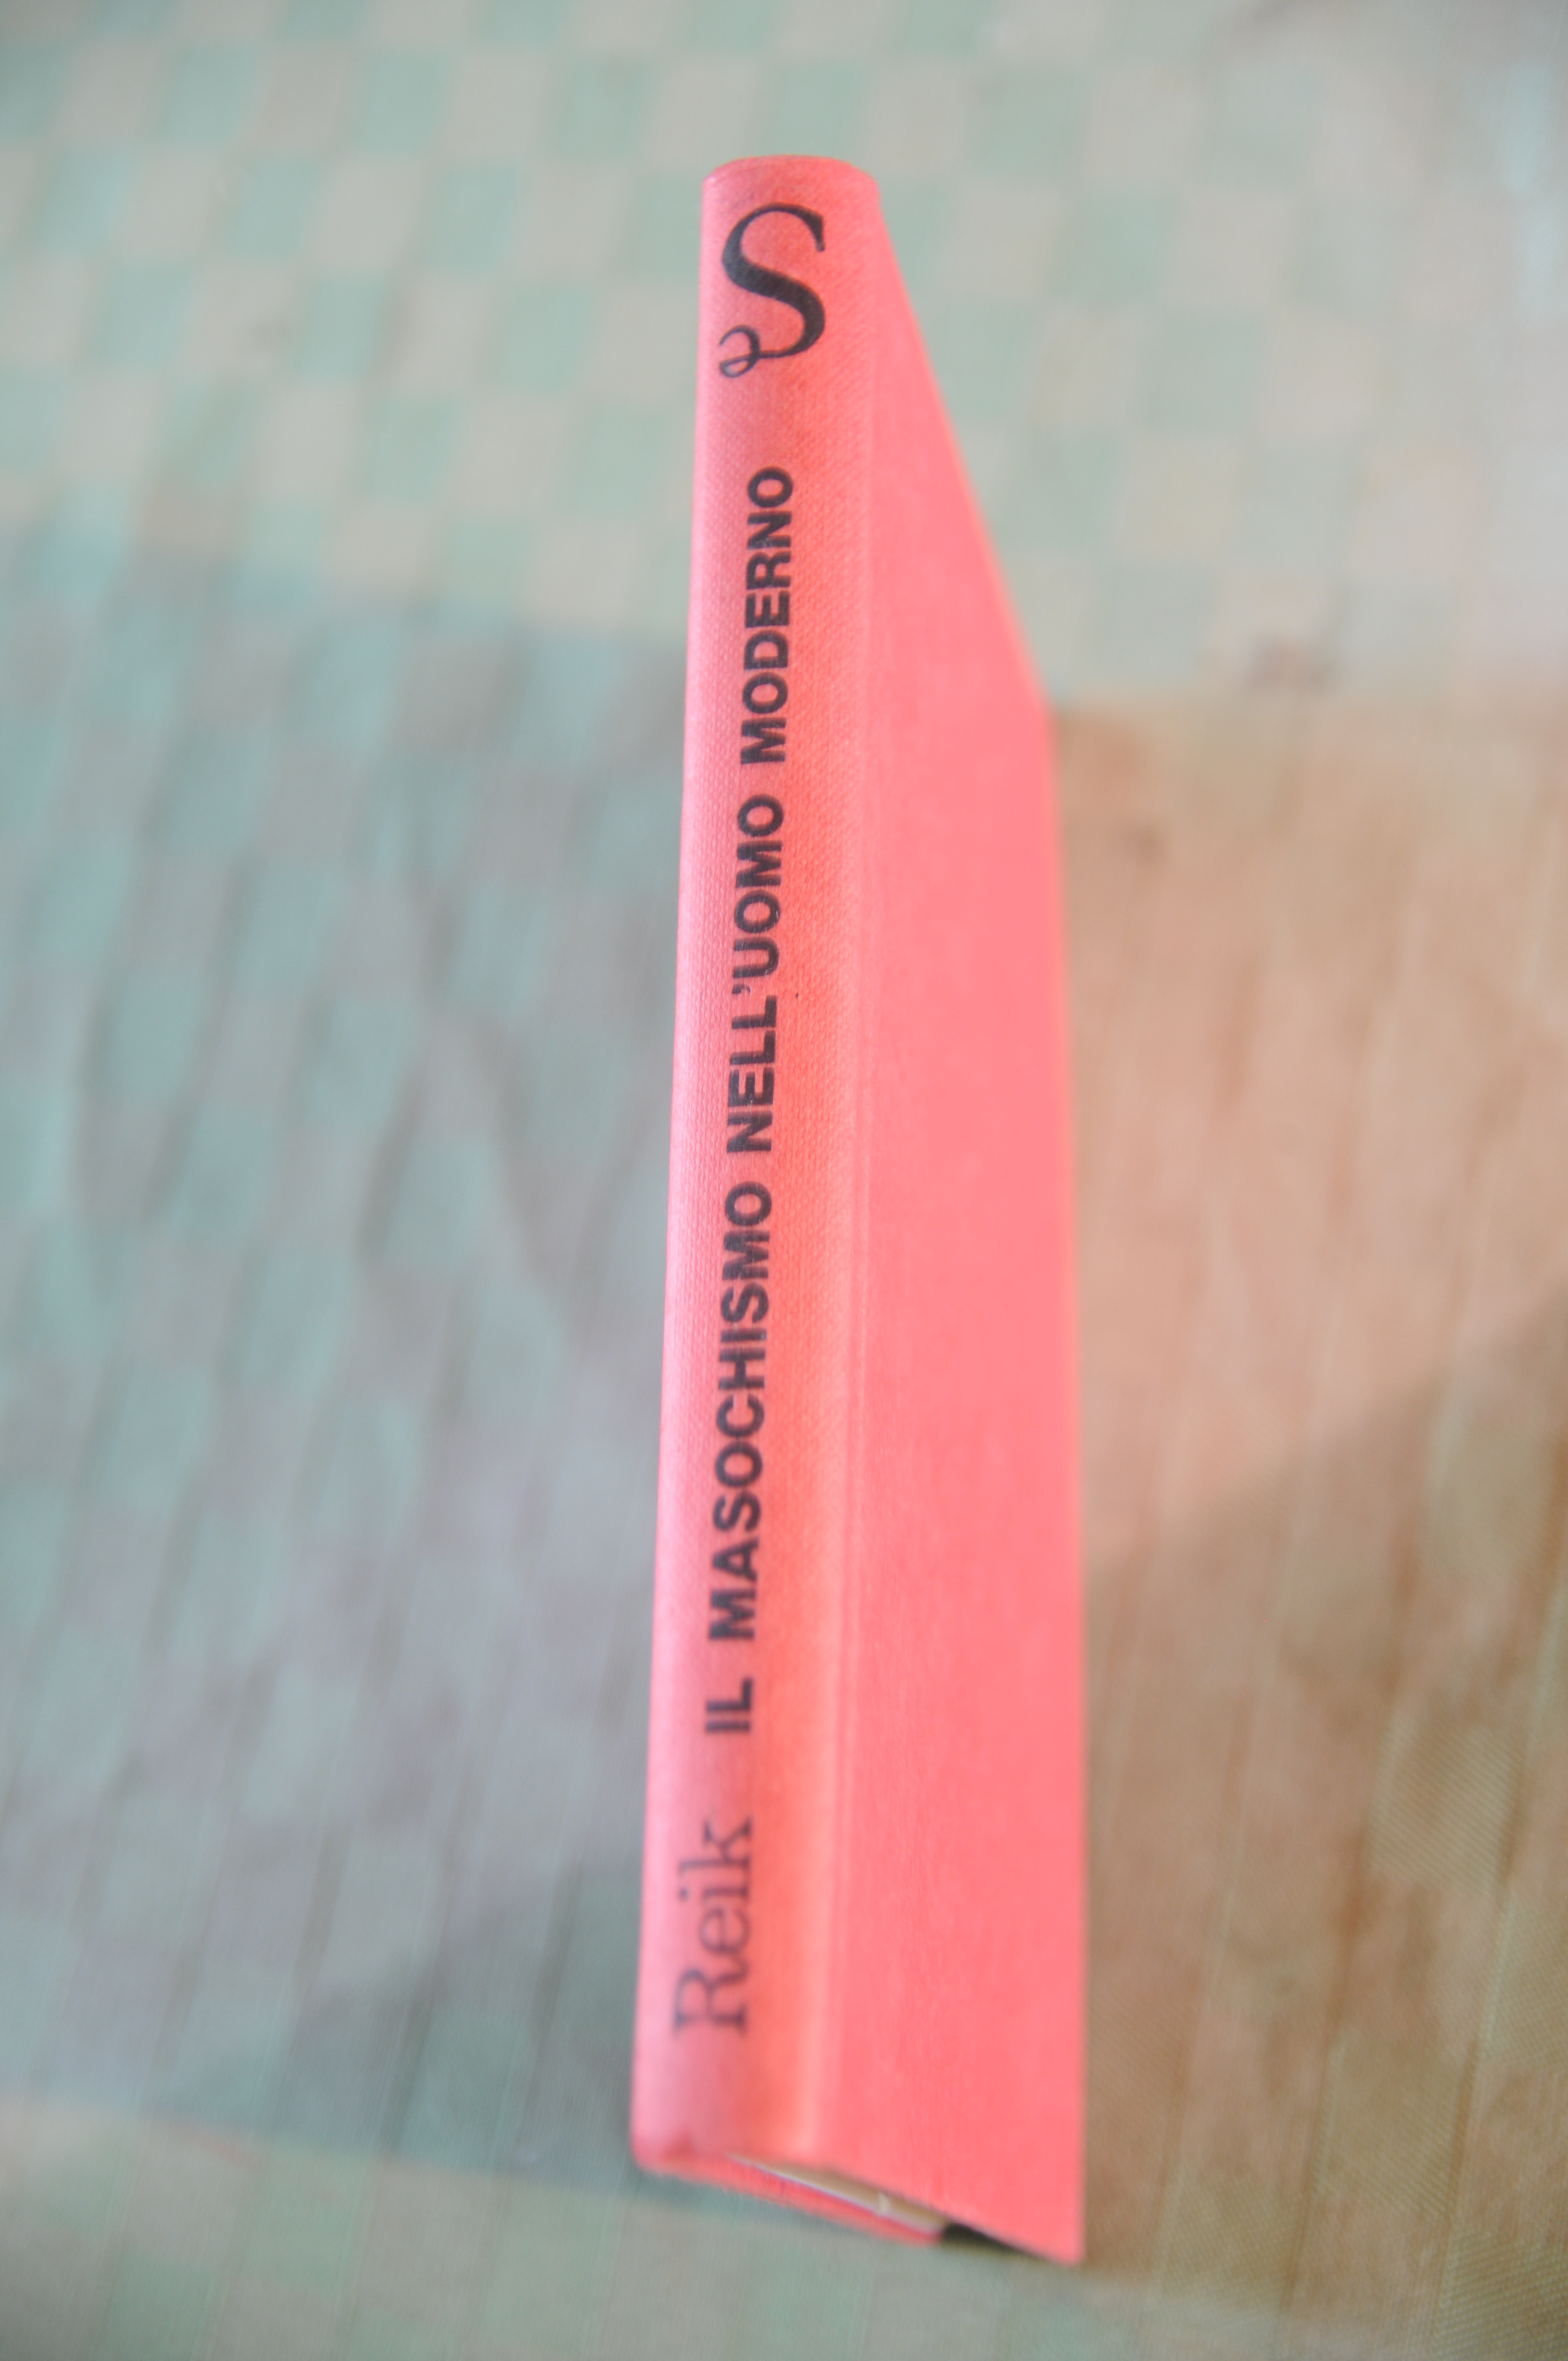 Reik IL MASOCHISMO NELL'UOMO MODERNO S